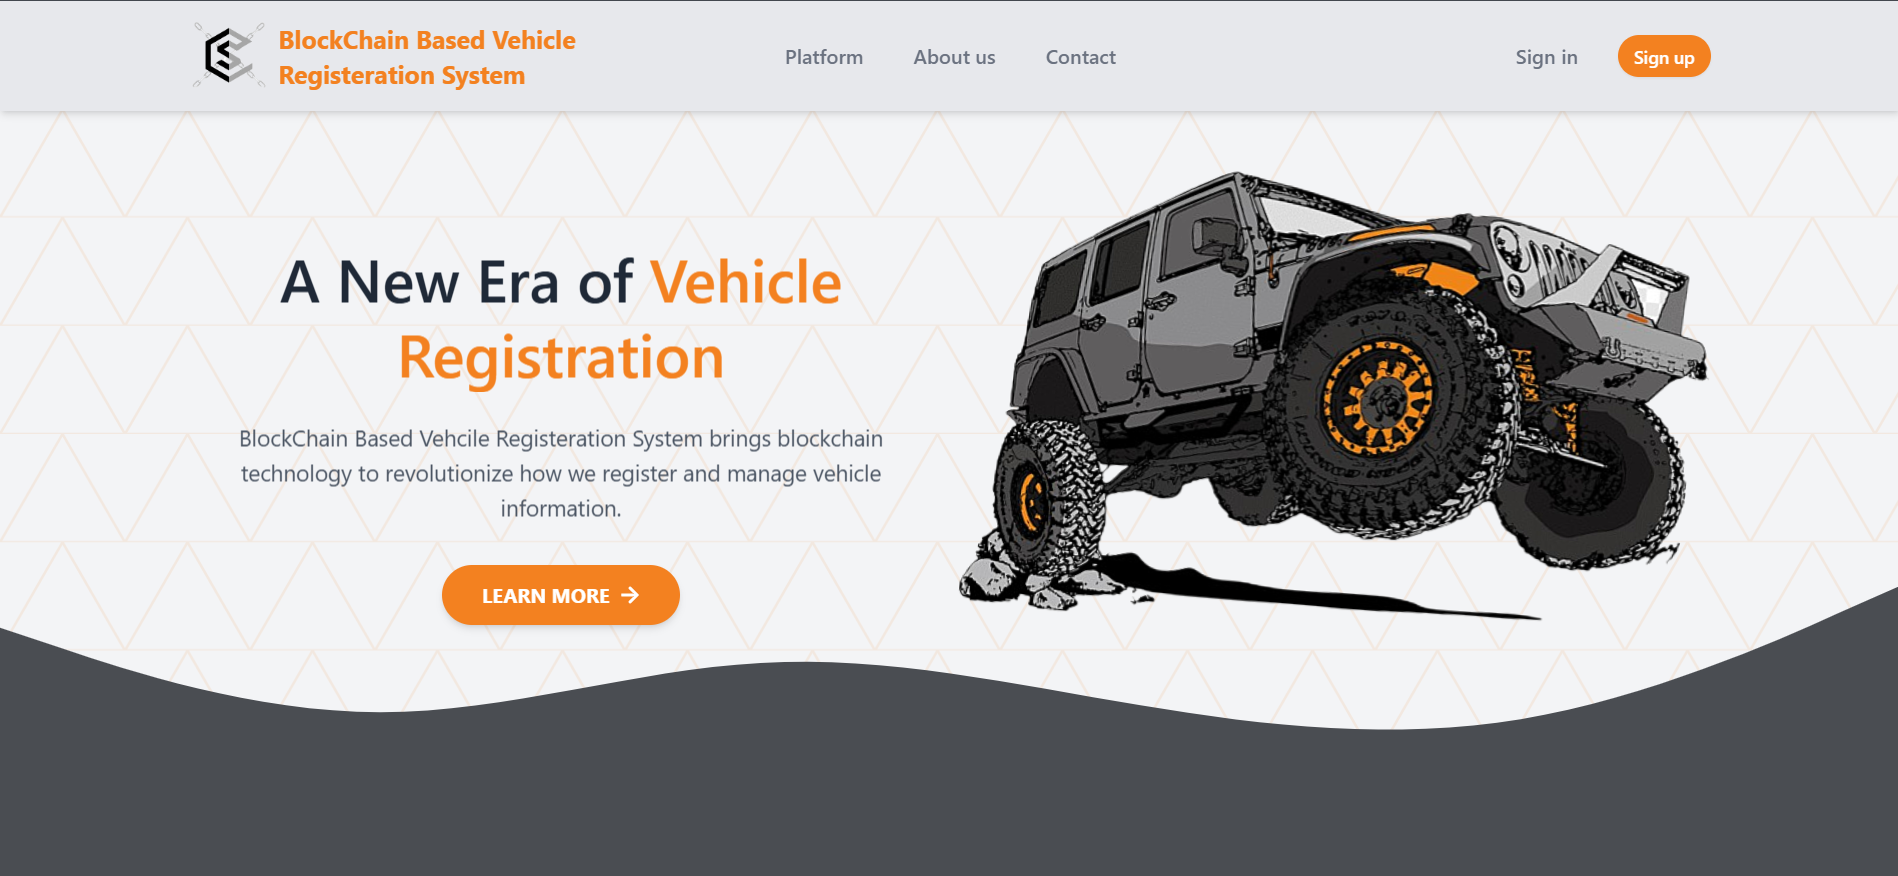 BlockChain Based Vehicle
Registeration System
Platform
About us
Contact
Sign in
Sign up
A New Era of Vehicle
Registration
BlockChain Based Vehcile Registeration System brings blockchain
technology to revolutionize how we register and manage vehicle
information.
LEARN MORE →